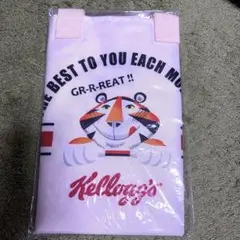 THE BEST TO YOU EACH MO
GR-R-REAT !!
Kellogg's